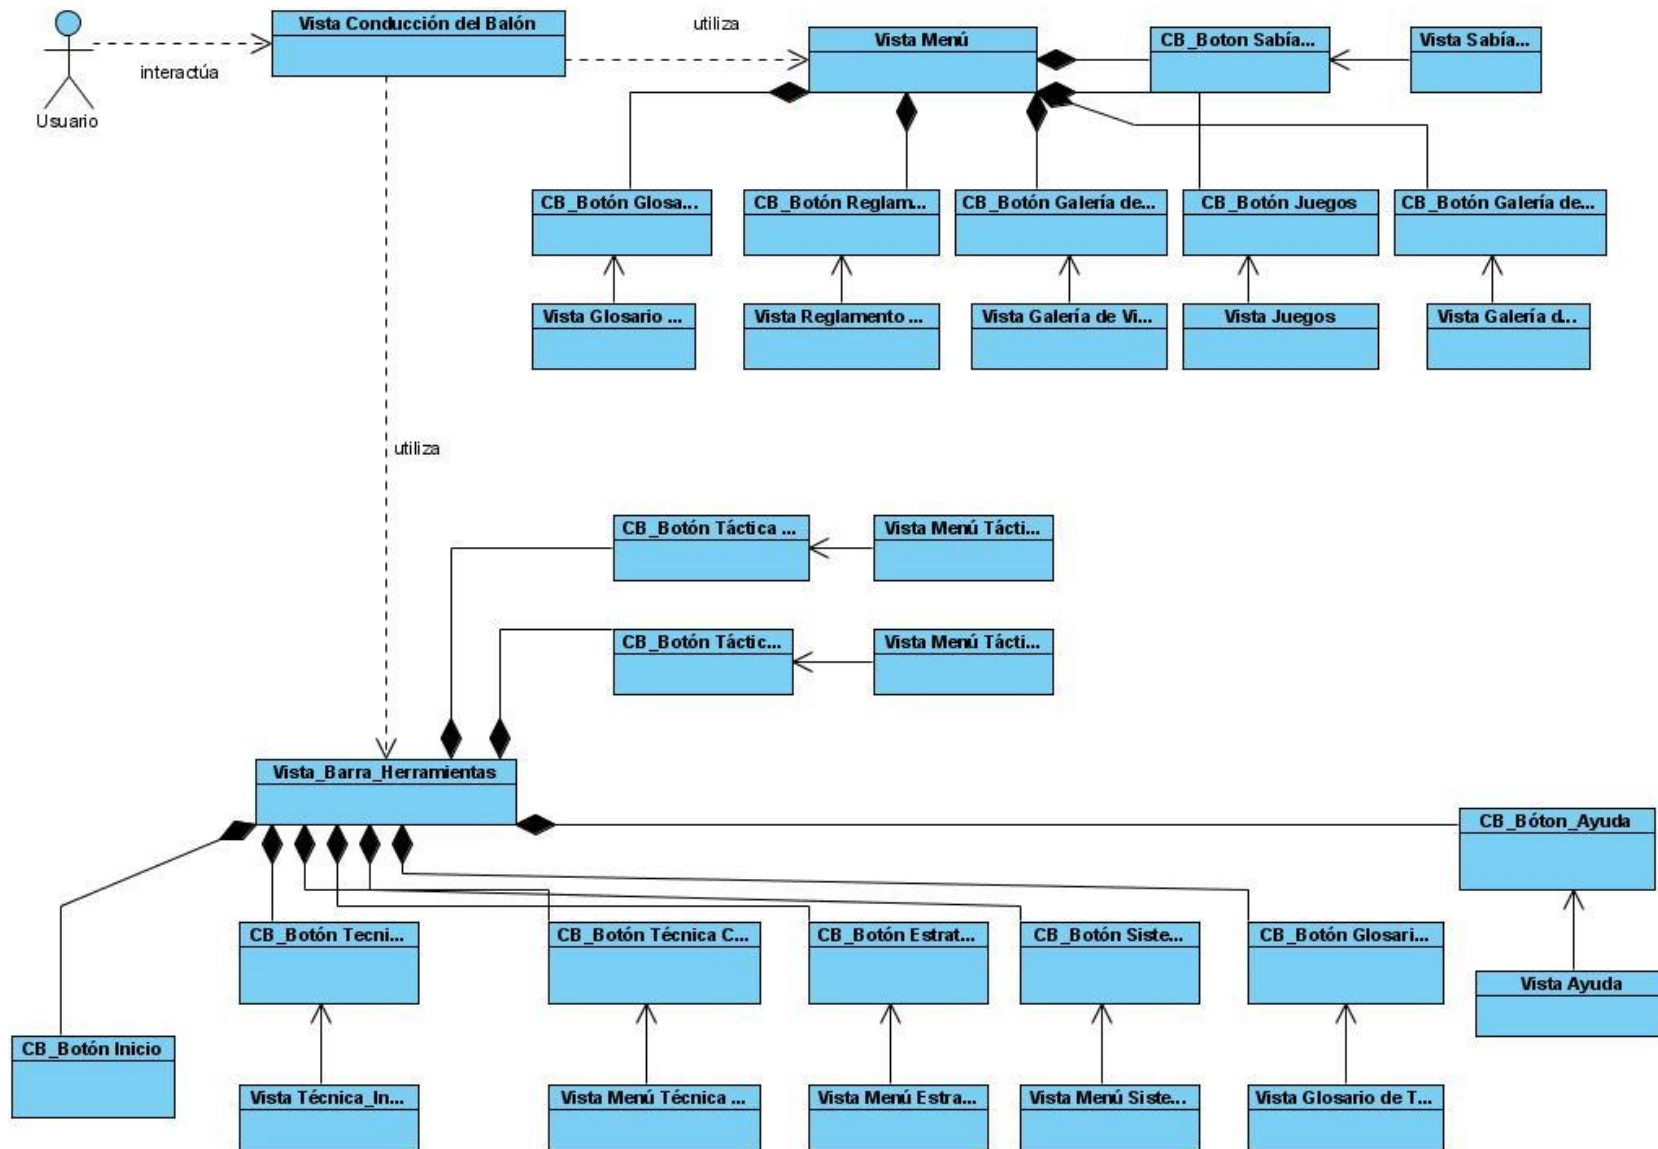 Vista Conducción del Balón
utiliza
Vista Menú
CB_Boton Sabía...
Vista Sabía...
interactúa
Usuario
CB_Botón Glosa...
CB_Botón Reglam...
CB_Botón Galería de...
CB_Botón Juegos
CB_Botón Galería de...
Vista Glosario ...
Vista Reglamento ...
Vista Galería de Vi...
Vista Juegos
Vista Galería d...
utiliza
CB_Botón Táctica ...
Vista Menú Tácti...
CB_Botón Táctic...
Vista Menú Tácti...
Vista_Barra_Herramientas
CB_Bóton_Ayuda
CB_Botón Tecni...
CB_Botón Técnica C...
CB_Botón Estrat...
CB_Botón Siste...
CB_Botón Glosari...
Vista Ayuda
CB_Botón Inicio
Vista Técnica_In...
Vista Menú Técnica ...
Vista Menú Estra...
Vista Menú Siste...
Vista Glosario de T...